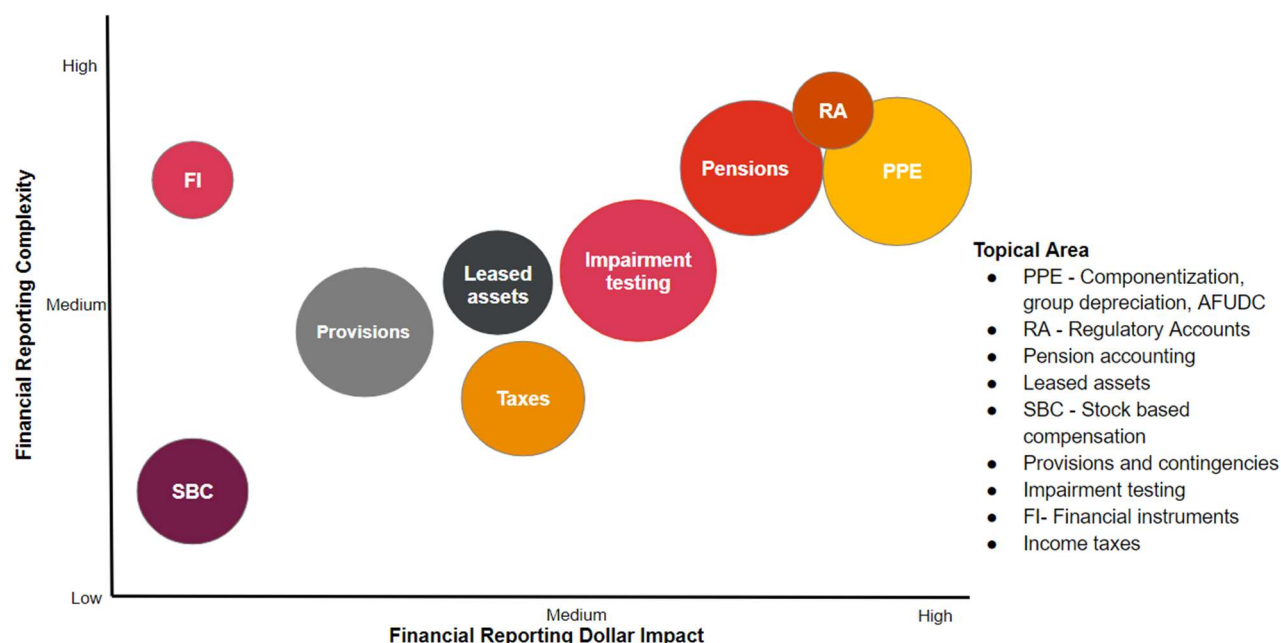 High
RA
Pensions
PPE
FI
Impairment
testing
Leased
assets
Medium
Provisions
Taxes
SBC
Low
Financial Reporting Complexity
Medium
High
Financial Reporting Dollar Impact
Topical Area
● PPE - Componentization,
group depreciation, AFUDC
● RA - Regulatory Accounts
● Pension accounting
● Leased assets
● SBC - Stock based
compensation
● Provisions and contingencies
● Impairment testing
● FI- Financial instruments
● Income taxes